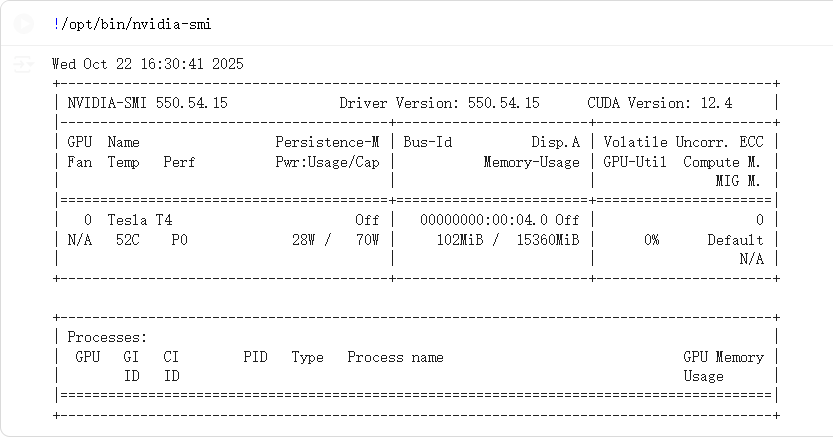 !/opt/bin/nvidia-smi
Wed Oct 22 16:30:41 2025
+-----------------------------------------------------------------------------------------+
| NVIDIA-SMI 550.54.15              Driver Version: 550.54.15      CUDA Version: 12.4     |
|-----------------------------------------+------------------------+----------------------+
| GPU  Name                 Persistence-M | Bus-Id          Disp.A | Volatile Uncorr. ECC |
| Fan  Temp   Perf          Pwr:Usage/Cap |           Memory-Usage | GPU-Util  Compute M. |
|                                         |                        |               MIG M. |
|=========================================+========================+======================|
|   0  Tesla T4                       Off |   00000000:00:04.0 Off |                    0 |
| N/A   52C    P0             28W /   70W |     102MiB /  15360MiB |      0%      Default |
|                                         |                        |                  N/A |
+-----------------------------------------+------------------------+----------------------+

+-----------------------------------------------------------------------------------------+
| Processes:                                                                              |
|  GPU   GI   CI        PID   Type   Process name                              GPU Memory |
|        ID   ID                                                               Usage      |
|=========================================================================================|
+-----------------------------------------------------------------------------------------+